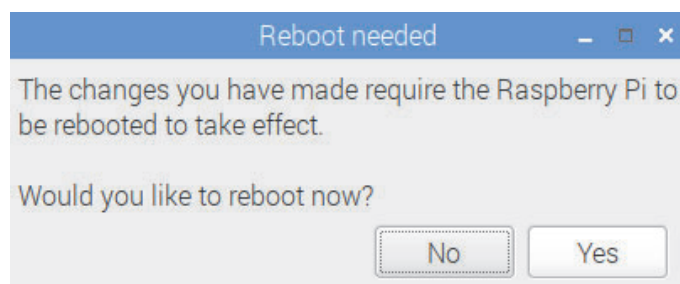 Reboot needed
The changes you have made require the Raspberry Pi to
be rebooted to take effect.
Would you like to reboot now?
No Yes